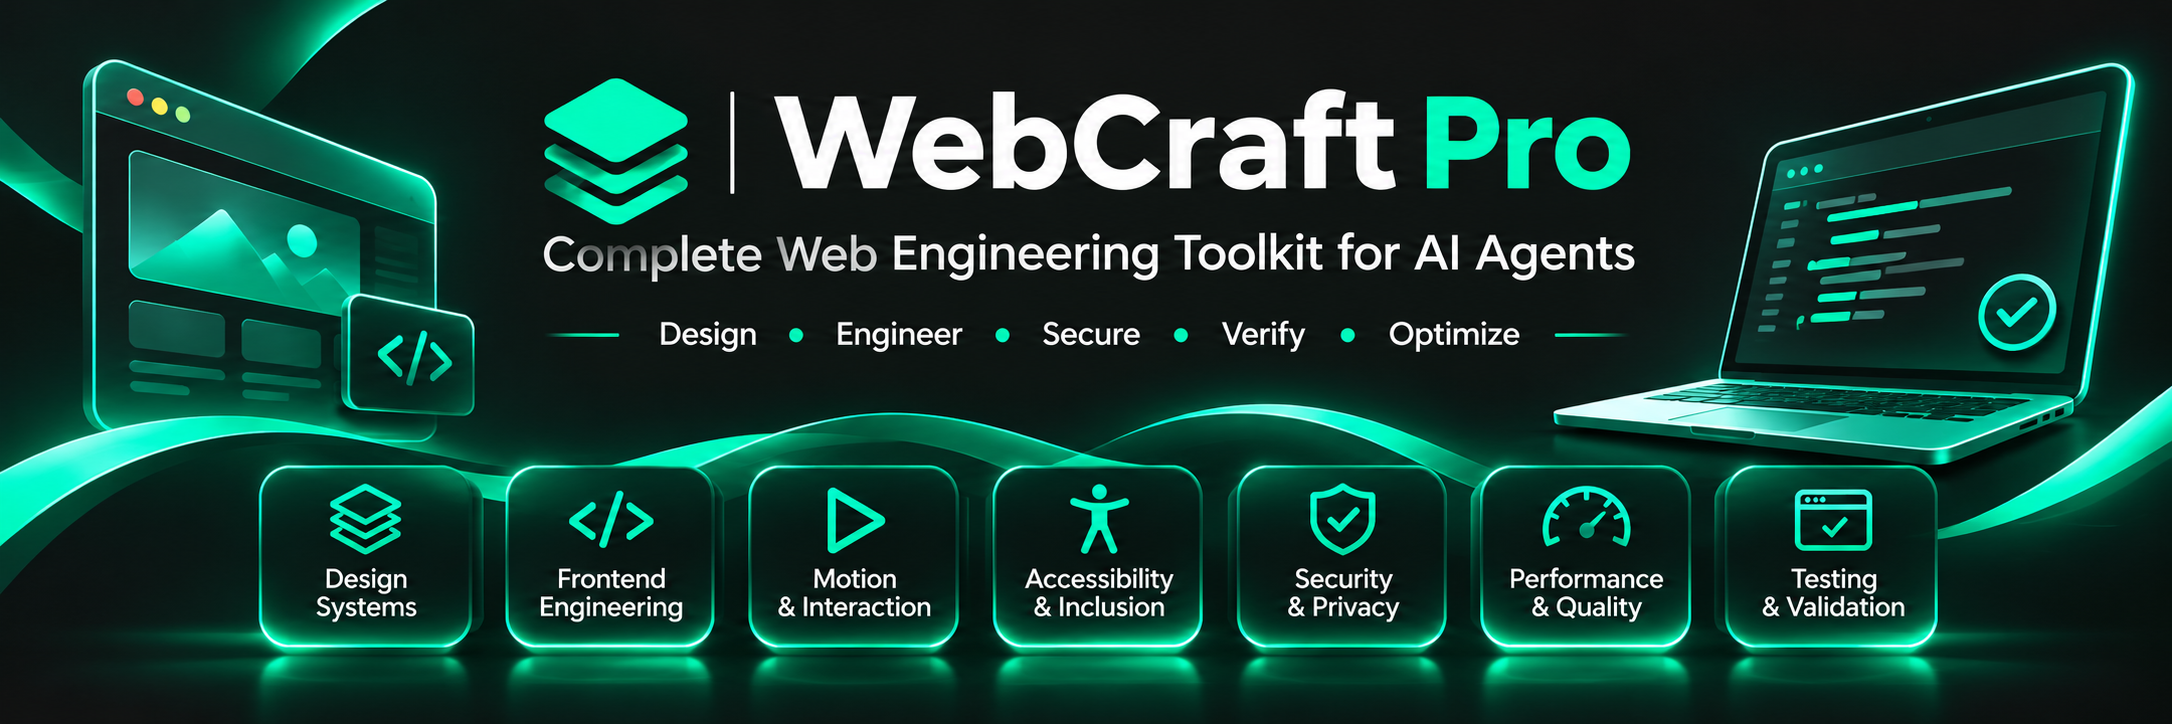 WebCraft Pro
Complete Web Engineering Toolkit for AI Agents
Design • Engineer • Secure • Verify • Optimize
</>
</>
Design
Systems
Frontend
Engineering
Motion
& Interaction
Accessibility
& Inclusion
Security
& Privacy
Performance
& Quality
Testing
& Validation